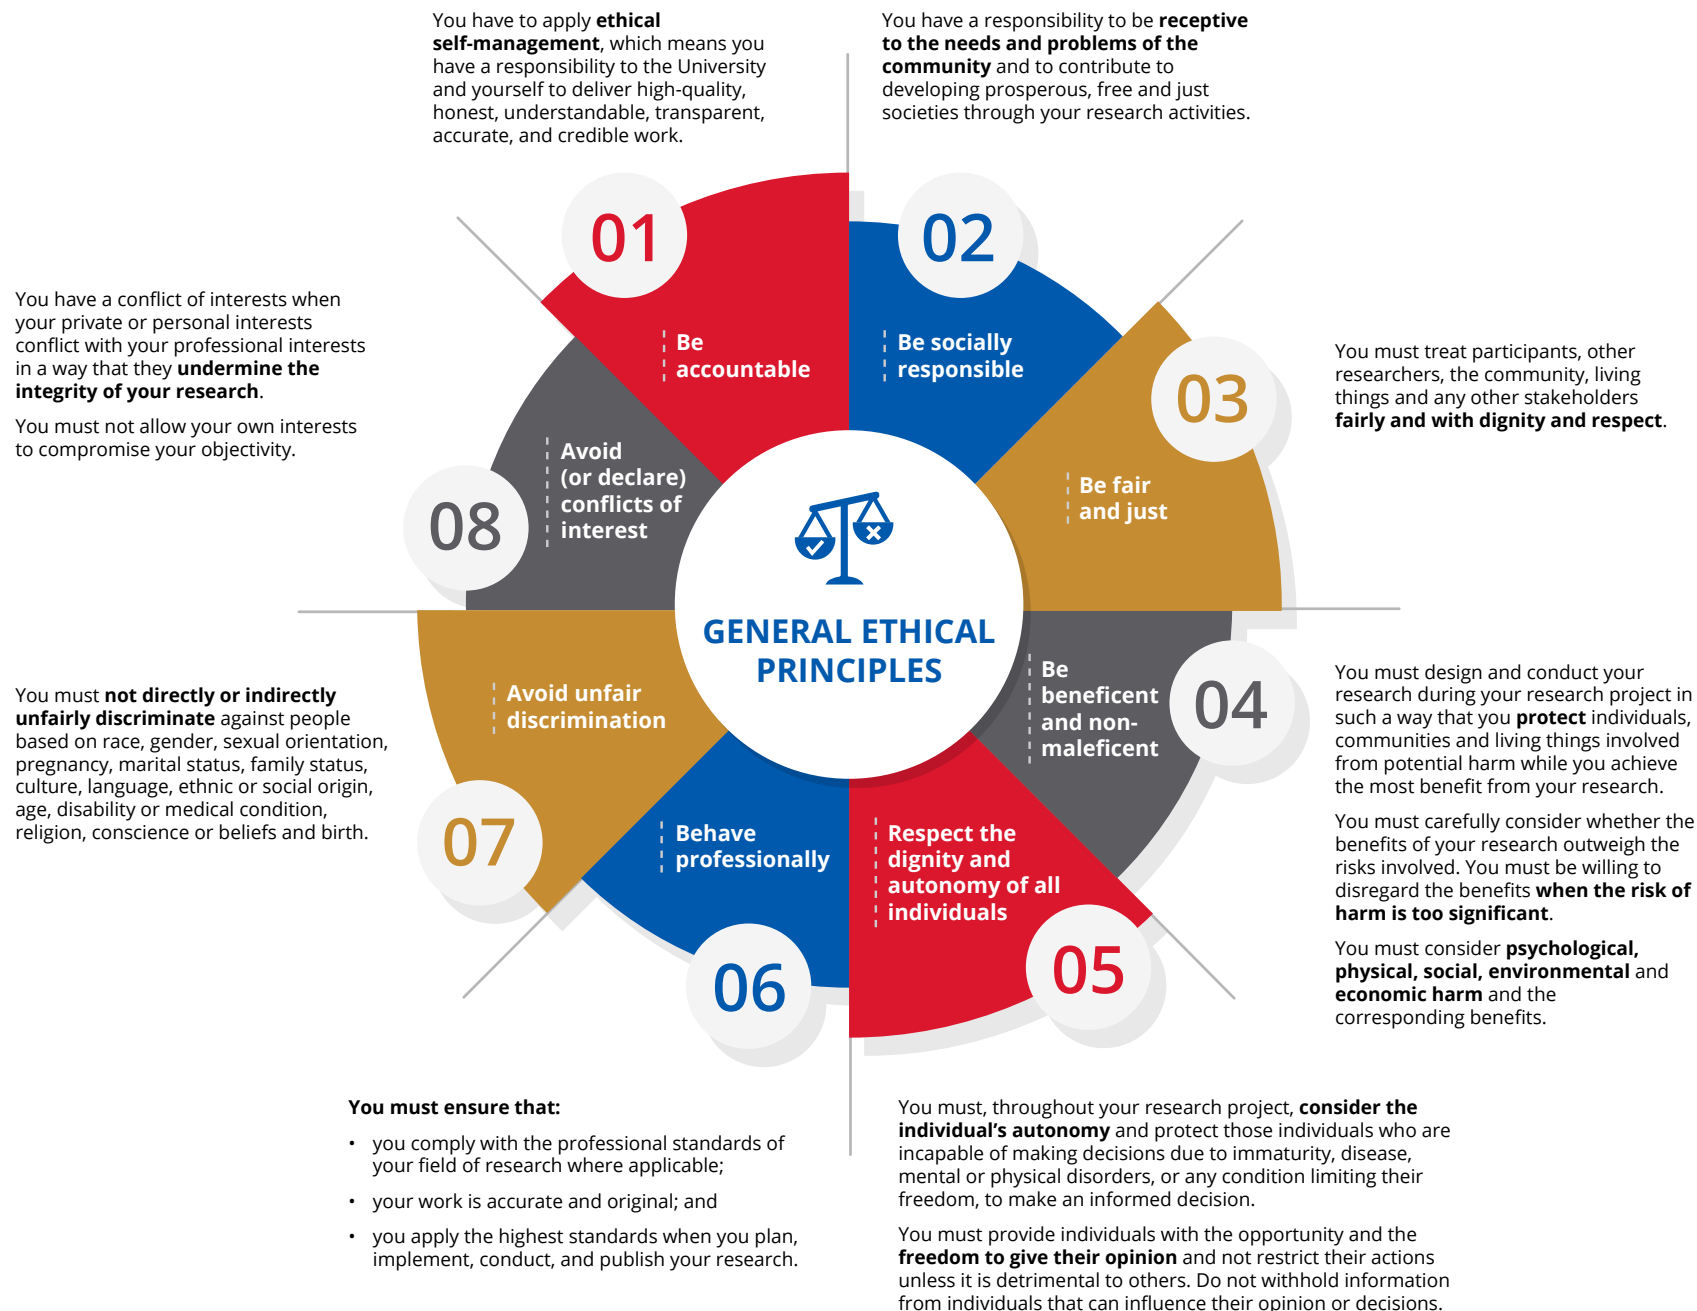 You have to apply ethical
self-management, which means you
have a responsibility to the University
and yourself to deliver high-quality,
honest, understandable, transparent,
accurate, and credible work.
You have a responsibility to be receptive
to the needs and problems of the
community and to contribute to
developing prosperous, free and just
societies through your research activities.
01
Be
accountable
02
Be socially
responsible
03
Be fair
and just
You must treat participants, other
researchers, the community, living
things and any other stakeholders
fairly and with dignity and respect.
04
Be
beneficent
and non-
maleficent
You must design and conduct your
research during your research project in
such a way that you protect individuals,
communities and living things involved
from potential harm while you achieve
the most benefit from your research.
You must carefully consider whether the
benefits of your research outweigh the
risks involved. You must be willing to
disregard the benefits when the risk of
harm is too significant.
You must consider psychological,
physical, social, environmental and
economic harm and the
corresponding benefits.
05
Respect the
dignity and
autonomy of all
individuals
You must, throughout your research project, consider the
individual’s autonomy and protect those individuals who are
incapable of making decisions due to immaturity, disease,
mental or physical disorders, or any condition limiting their
freedom, to make an informed decision.
You must provide individuals with the opportunity and the
freedom to give their opinion and not restrict their actions
unless it is detrimental to others. Do not withhold information
from individuals that can influence their opinion or decisions.
06
Behave
professionally
You must ensure that:
• you comply with the professional standards of
your field of research where applicable;
• your work is accurate and original; and
• you apply the highest standards when you plan,
implement, conduct, and publish your research.
07
Avoid unfair
discrimination
You must not directly or indirectly
unfairly discriminate against people
based on race, gender, sexual orientation,
pregnancy, marital status, family status,
culture, language, ethnic or social origin,
age, disability or medical condition,
religion, conscience or beliefs and birth.
08
Avoid
(or declare)
conflicts of
interest
You have a conflict of interests when
your private or personal interests
conflict with your professional interests
in a way that they undermine the
integrity of your research.
You must not allow your own interests
to compromise your objectivity.
GENERAL ETHICAL
PRINCIPLES